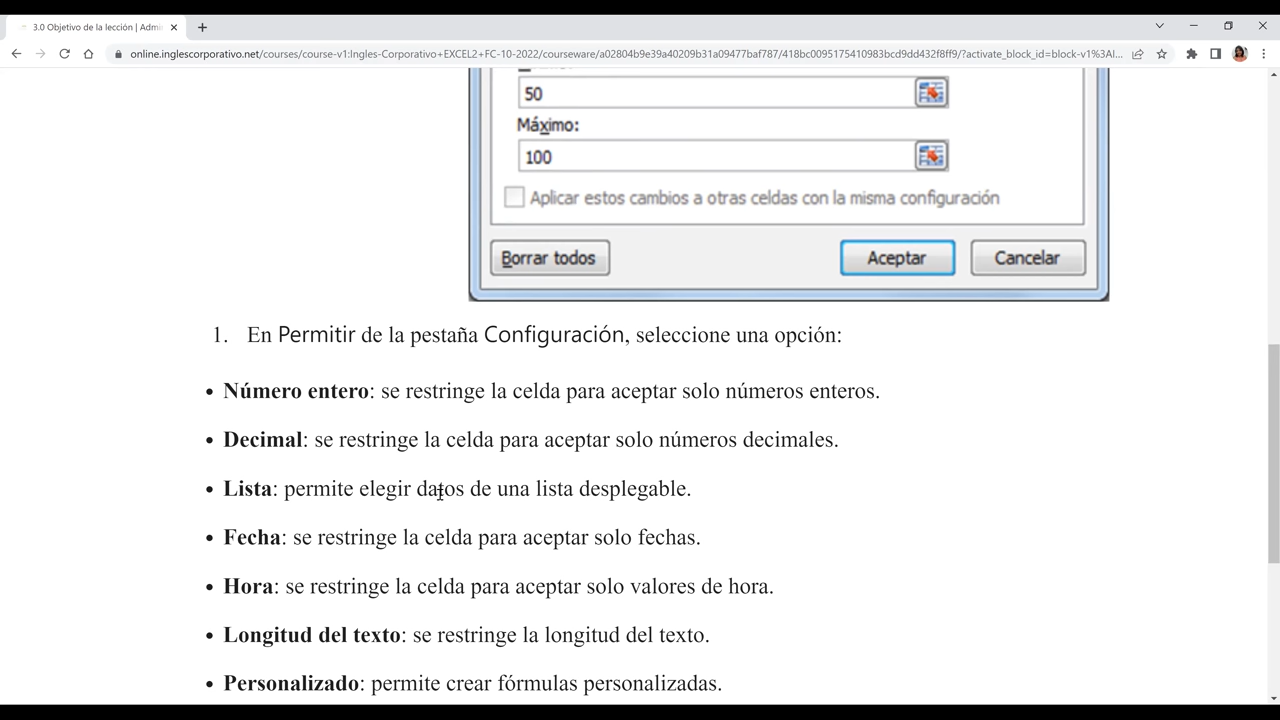 3.0 Objetivo de la lección | Admi
online.inglescorporativo.net/courses/course-v1:Ingles-Corporativo+EXCEL2+FC-10-2022/courseware/a02804b9e39a40209b31a09477baf787/418bc0095175410983bcd9dd432f8ff9/?activate_block_id=block-v1%3AI...
50
Máximo:
100
Aplicar estos cambios a otras celdas con la misma configuración
Borrar todos Aceptar Cancelar
1. En Permitir de la pestaña Configuración, seleccione una opción:
• Número entero: se restringe la celda para aceptar solo números enteros.
• Decimal: se restringe la celda para aceptar solo números decimales.
• Lista: permite elegir datos de una lista desplegable.
• Fecha: se restringe la celda para aceptar solo fechas.
• Hora: se restringe la celda para aceptar solo valores de hora.
• Longitud del texto: se restringe la longitud del texto.
• Personalizado: permite crear fórmulas personalizadas.